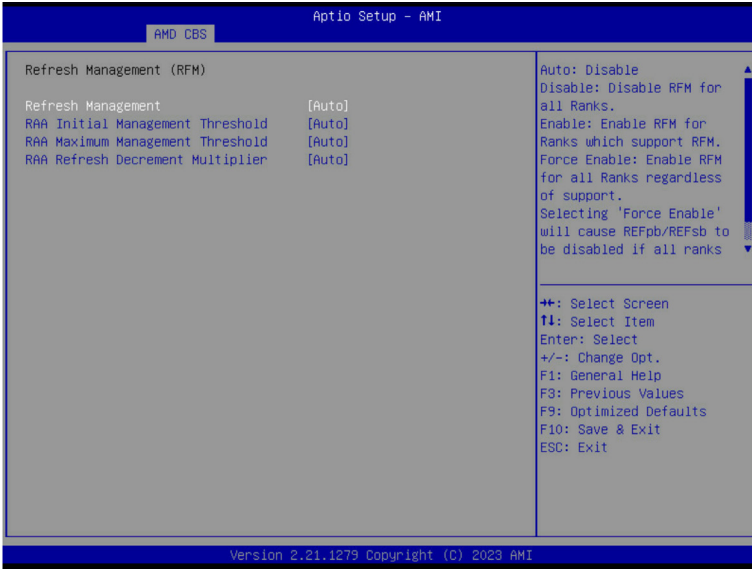 Aptio Setup - AMI
AMD CBS
Refresh Management (RFM)
Refresh Management [Auto]
RAA Initial Management Threshold [Auto]
RAA Maximum Management Threshold [Auto]
RAA Refresh Decrement Multiplier [Auto]
Auto: Disable
Disable: Disable RFM for
all Ranks.
Enable: Enable RFM for
Ranks which support RFM.
Force Enable: Enable RFM
for all Ranks regardless
of support.
Selecting 'Force Enable'
will cause REFpb/REFsb to
be disabled if all ranks
→←: Select Screen
↑↓: Select Item
Enter: Select
+/-: Change Opt.
F1: General Help
F3: Previous Values
F9: Optimized Defaults
F10: Save & Exit
ESC: Exit
Version 2.21.1279 Copyright (C) 2023 AMI